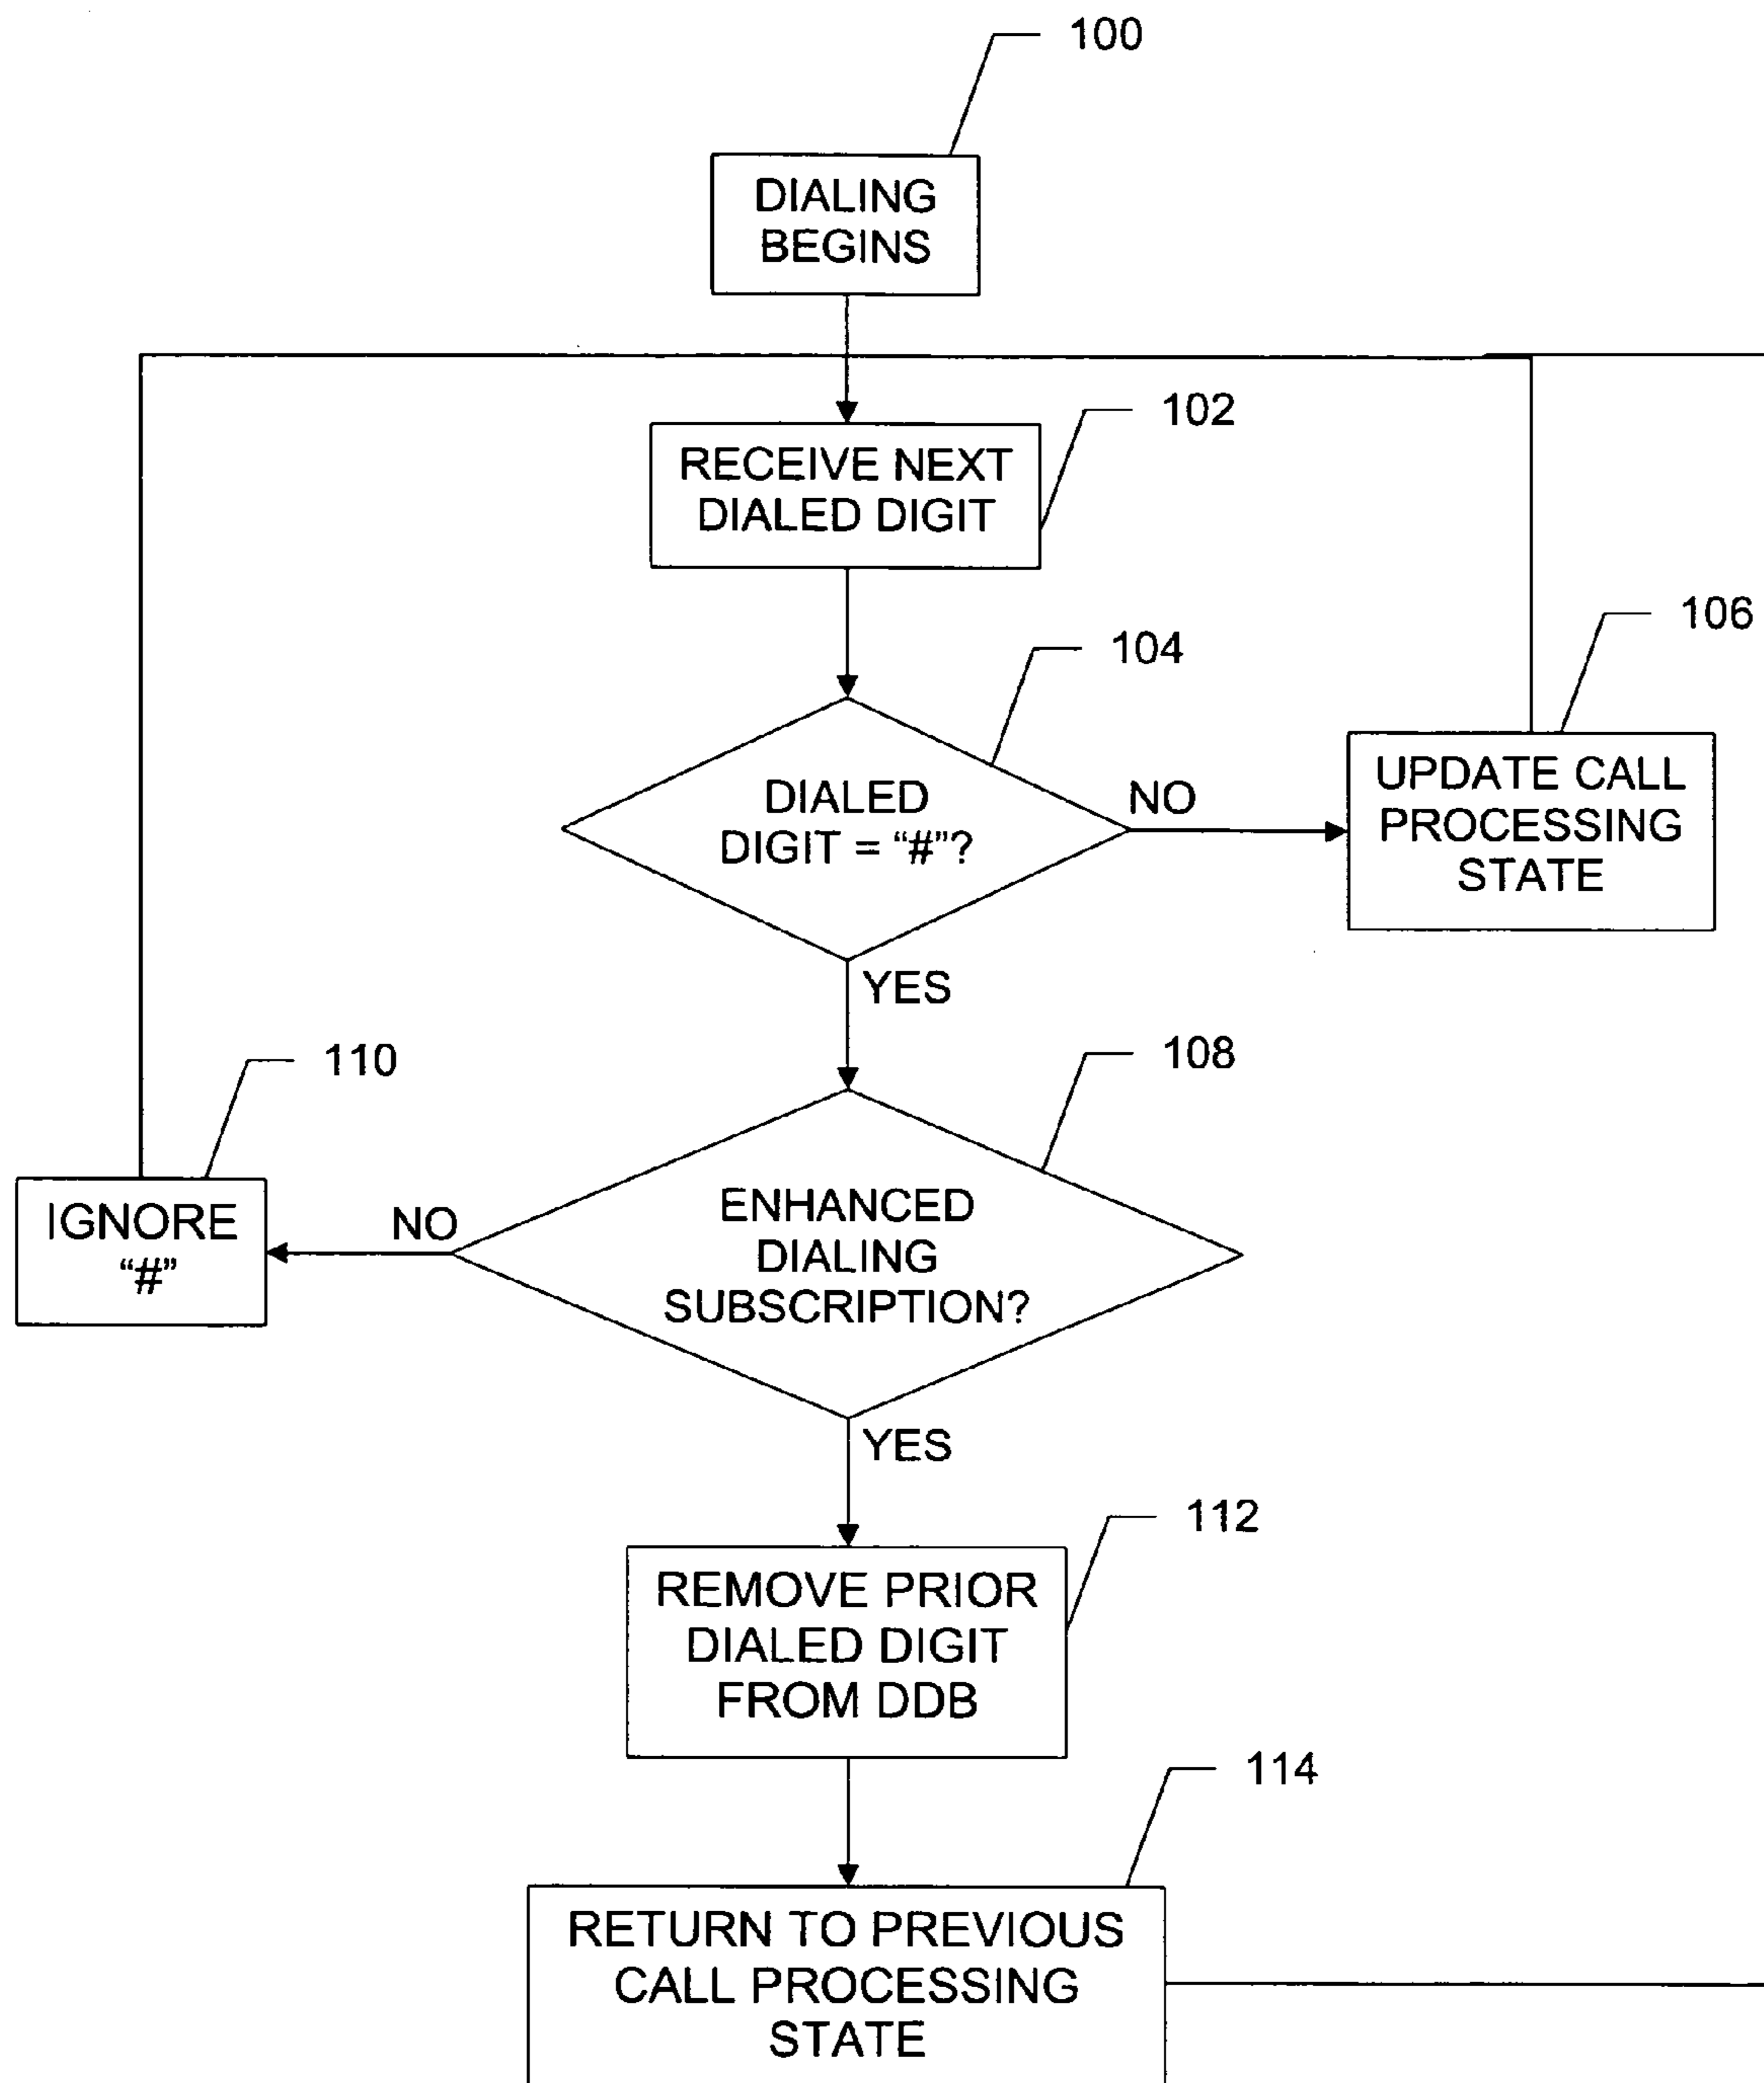 100
DIALING
BEGINS
102
RECEIVE NEXT
DIALED DIGIT
104
106
DIALED
DIGIT = “#”?
NO
UPDATE CALL
PROCESSING
STATE
YES
110
108
IGNORE
“#”
NO
ENHANCED
DIALING
SUBSCRIPTION?
YES
112
REMOVE PRIOR
DIALED DIGIT
FROM DDB
114
RETURN TO PREVIOUS
CALL PROCESSING
STATE